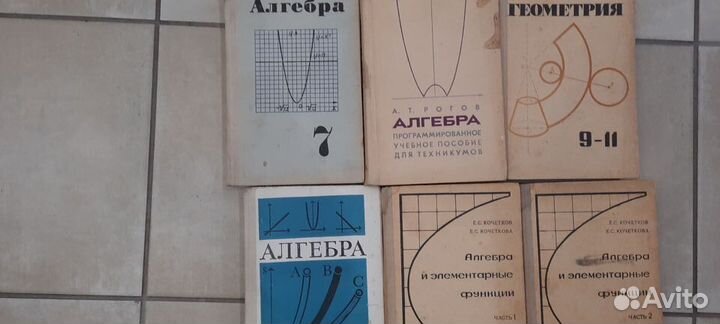 Алгебра
7
А. Т. РОГОВ
АЛГЕБРА
ПРОГРАММИРОВАННОЕ
УЧЕБНОЕ ПОСОБИЕ
ДЛЯ ТЕХНИКУМОВ
ГЕОМЕТРИЯ
9-11
АЛГЕБРА
S
A
B
C
Е.С. КОЧЕТКОВ
Е.С. КОЧЕТКОВА
Алгебра
и элементарные
функции
ЧАСТЬ 1
Е.С. КОЧЕТКОВ
Е.С. КОЧЕТКОВА
Алгебра
и элементарные
функции
ЧАСТЬ 2
Avito